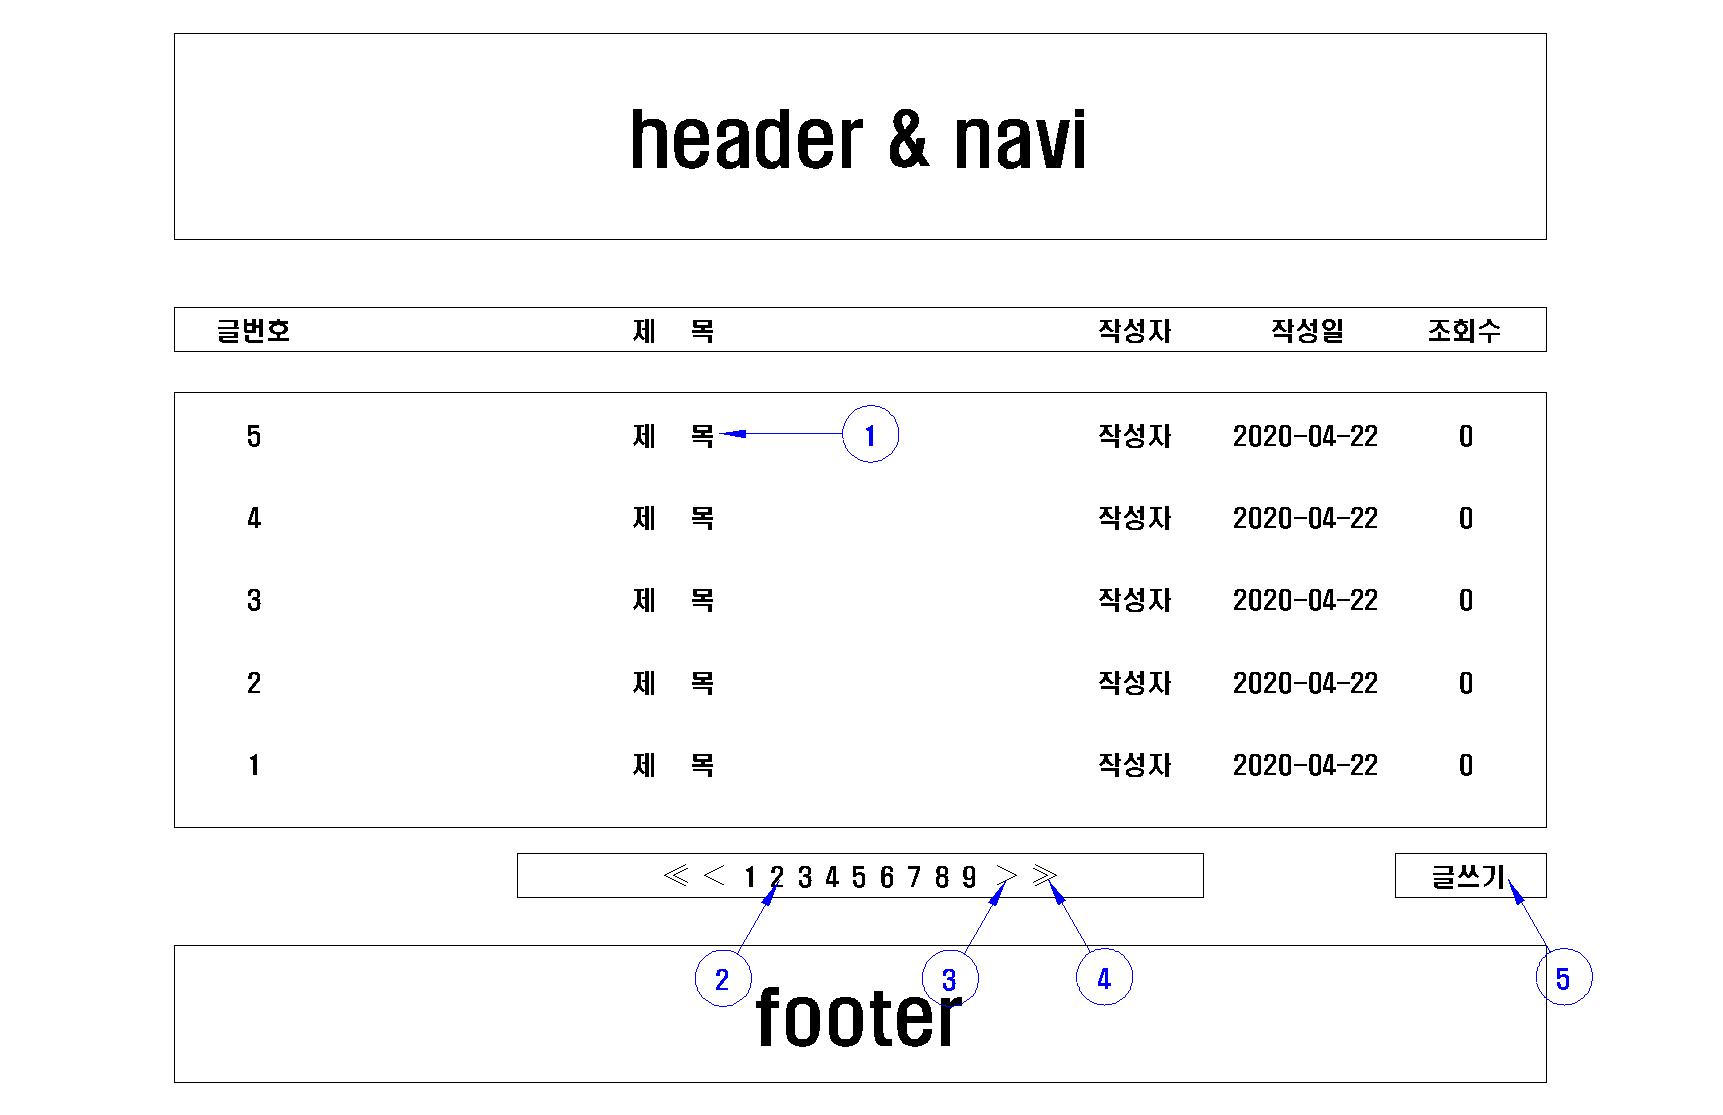 header & navi
글번호 제 목 작성자 작성일 조회수
5 제 목 1 작성자 2020-04-22 0
4 제 목 작성자 2020-04-22 0
3 제 목 작성자 2020-04-22 0
2 제 목 작성자 2020-04-22 0
1 제 목 작성자 2020-04-22 0
≪ < 1 2 3 4 5 6 7 8 9 > ≫ 글쓰기
2 3 4 5
footer